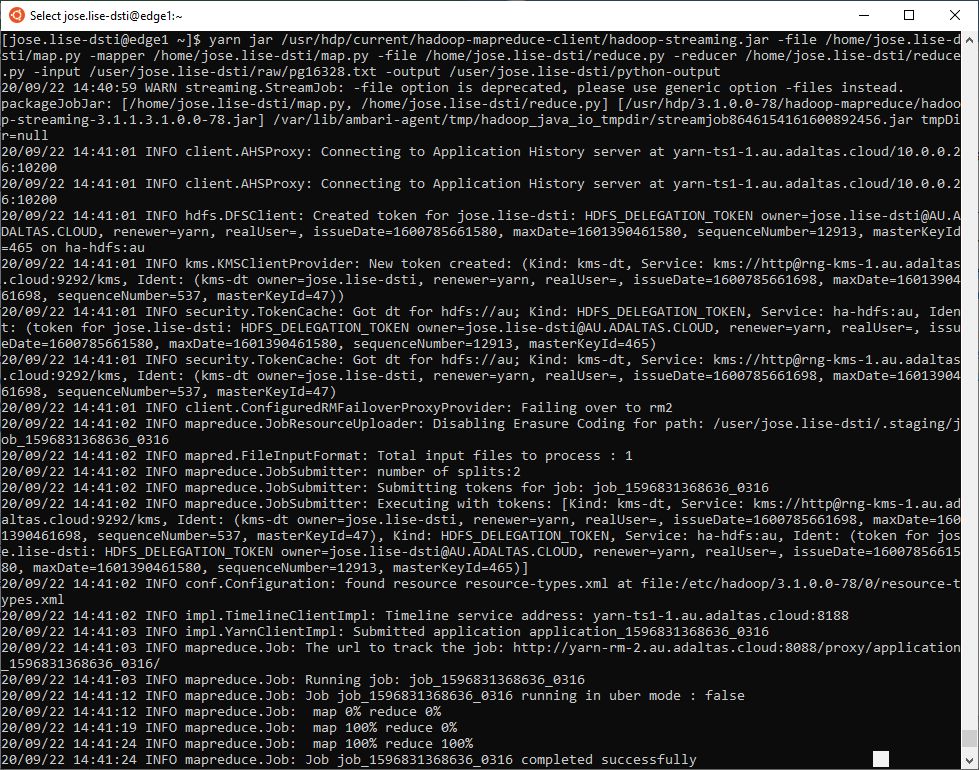 Select jose.lise-dsti@edge1:~
[jose.lise-dsti@edge1 ~]$ yarn jar /usr/hdp/current/hadoop-mapreduce-client/hadoop-streaming.jar -file /home/jose.lise-d
sti/map.py -mapper /home/jose.lise-dsti/map.py -file /home/jose.lise-dsti/reduce.py -reducer /home/jose.lise-dsti/reduce
.py -input /user/jose.lise-dsti/raw/pg16328.txt -output /user/jose.lise-dsti/python-output
20/09/22 14:40:59 WARN streaming.StreamJob: -file option is deprecated, please use generic option -files instead.
packageJobJar: [/home/jose.lise-dsti/map.py, /home/jose.lise-dsti/reduce.py] [/usr/hdp/3.1.0.0-78/hadoop-mapreduce/hadoo
p-streaming-3.1.1.3.1.0.0-78.jar] /var/lib/ambari-agent/tmp/hadoop_java_io_tmpdir/streamjob8646154161600892456.jar tmpDi
r=null
20/09/22 14:41:01 INFO client.AHSProxy: Connecting to Application History server at yarn-ts1-1.au.adaltas.cloud/10.0.0.2
6:10200
20/09/22 14:41:01 INFO client.AHSProxy: Connecting to Application History server at yarn-ts1-1.au.adaltas.cloud/10.0.0.2
6:10200
20/09/22 14:41:01 INFO hdfs.DFSClient: Created token for jose.lise-dsti: HDFS_DELEGATION_TOKEN owner=jose.lise-dsti@AU.A
DALTAS.CLOUD, renewer=yarn, realUser=, issueDate=1600785661580, maxDate=1601390461580, sequenceNumber=12913, masterKeyId
=465 on ha-hdfs:au
20/09/22 14:41:01 INFO kms.KMSClientProvider: New token created: (Kind: kms-dt, Service: kms://http@rng-kms-1.au.adaltas
.cloud:9292/kms, Ident: (kms-dt owner=jose.lise-dsti, renewer=yarn, realUser=, issueDate=1600785661698, maxDate=16013904
61698, sequenceNumber=537, masterKeyId=47))
20/09/22 14:41:01 INFO security.TokenCache: Got dt for hdfs://au; Kind: HDFS_DELEGATION_TOKEN, Service: ha-hdfs:au, Iden
t: (token for jose.lise-dsti: HDFS_DELEGATION_TOKEN owner=jose.lise-dsti@AU.ADALTAS.CLOUD, renewer=yarn, realUser=, issu
eDate=1600785661580, maxDate=1601390461580, sequenceNumber=12913, masterKeyId=465)
20/09/22 14:41:01 INFO security.TokenCache: Got dt for hdfs://au; Kind: kms-dt, Service: kms://http@rng-kms-1.au.adaltas
.cloud:9292/kms, Ident: (kms-dt owner=jose.lise-dsti, renewer=yarn, realUser=, issueDate=1600785661698, maxDate=16013904
61698, sequenceNumber=537, masterKeyId=47)
20/09/22 14:41:01 INFO client.ConfiguredRMFailoverProxyProvider: Failing over to rm2
20/09/22 14:41:02 INFO mapreduce.JobResourceUploader: Disabling Erasure Coding for path: /user/jose.lise-dsti/.staging/j
ob_1596831368636_0316
20/09/22 14:41:02 INFO mapred.FileInputFormat: Total input files to process : 1
20/09/22 14:41:02 INFO mapreduce.JobSubmitter: number of splits:2
20/09/22 14:41:02 INFO mapreduce.JobSubmitter: Submitting tokens for job: job_1596831368636_0316
20/09/22 14:41:02 INFO mapreduce.JobSubmitter: Executing with tokens: [Kind: kms-dt, Service: kms://http@rng-kms-1.au.ad
altas.cloud:9292/kms, Ident: (kms-dt owner=jose.lise-dsti, renewer=yarn, realUser=, issueDate=1600785661698, maxDate=160
1390461698, sequenceNumber=537, masterKeyId=47), Kind: HDFS_DELEGATION_TOKEN, Service: ha-hdfs:au, Ident: (token for jos
e.lise-dsti: HDFS_DELEGATION_TOKEN owner=jose.lise-dsti@AU.ADALTAS.CLOUD, renewer=yarn, realUser=, issueDate=16007856615
80, maxDate=1601390461580, sequenceNumber=12913, masterKeyId=465)]
20/09/22 14:41:02 INFO conf.Configuration: found resource resource-types.xml at file:/etc/hadoop/3.1.0.0-78/0/resource-t
ypes.xml
20/09/22 14:41:02 INFO impl.TimelineClientImpl: Timeline service address: yarn-ts1-1.au.adaltas.cloud:8188
20/09/22 14:41:03 INFO impl.YarnClientImpl: Submitted application application_1596831368636_0316
20/09/22 14:41:03 INFO mapreduce.Job: The url to track the job: http://yarn-rm-2.au.adaltas.cloud:8088/proxy/application
_1596831368636_0316/
20/09/22 14:41:03 INFO mapreduce.Job: Running job: job_1596831368636_0316
20/09/22 14:41:12 INFO mapreduce.Job: Job job_1596831368636_0316 running in uber mode : false
20/09/22 14:41:12 INFO mapreduce.Job:  map 0% reduce 0%
20/09/22 14:41:19 INFO mapreduce.Job:  map 100% reduce 0%
20/09/22 14:41:24 INFO mapreduce.Job:  map 100% reduce 100%
20/09/22 14:41:24 INFO mapreduce.Job: Job job_1596831368636_0316 completed successfully